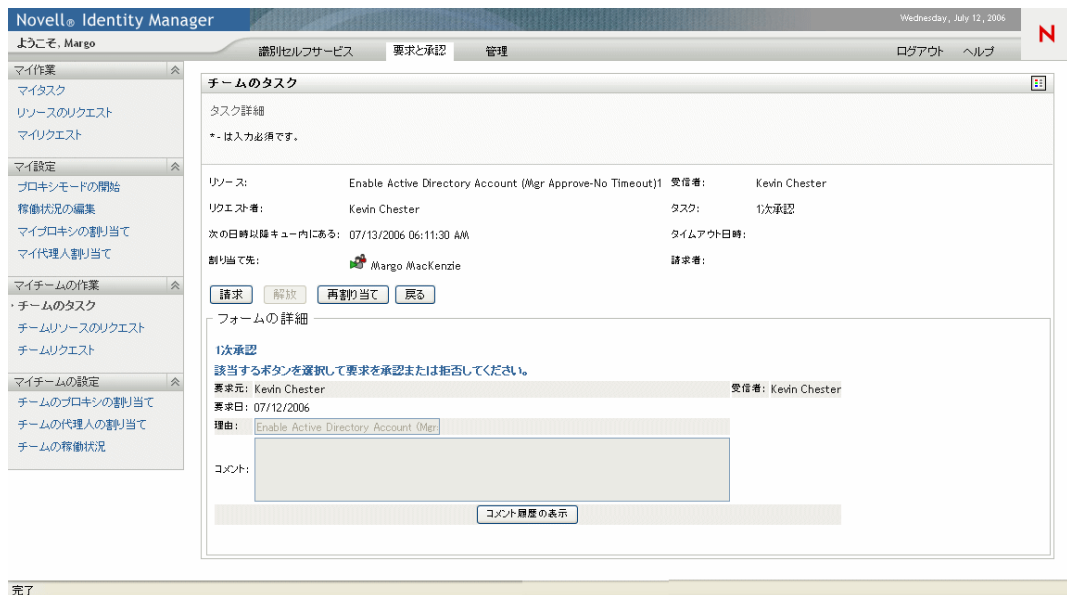 Novell® Identity Manager
Wednesday, July 12, 2006
N
ようこそ, Margo
識別セルフサービス 要求と承認 管理 ログアウト ヘルプ
マイ作業
マイタスク
リソースのリクエスト
マイリクエスト
マイ設定
プロキシモードの開始
稼働状況の編集
マイプロキシの割り当て
マイ代理人割り当て
マイチームの作業
・チームのタスク
チームリソースのリクエスト
チームリクエスト
マイチームの設定
チームのプロキシの割り当て
チームの代理人の割り当て
チームの稼働状況
チームのタスク
タスク詳細
*- は入力必須です。
リソース: Enable Active Directory Account (Mgr Approve-No Timeout)1 受信者: Kevin Chester
リクエスト者: Kevin Chester タスク: 1次承認
次の日時以降キュー内にある: 07/13/2006 06:11:30 AM タイムアウト日時:
割り当て先: Margo MacKenzie 請求者:
請求 解放 再割り当て 戻る
フォームの詳細
1次承認
該当するボタンを選択して要求を承認または拒否してください。
要求元: Kevin Chester 受信者: Kevin Chester
要求日: 07/12/2006
理由: Enable Active Directory Account (Mgr
コメント:
コメント履歴の表示
完了